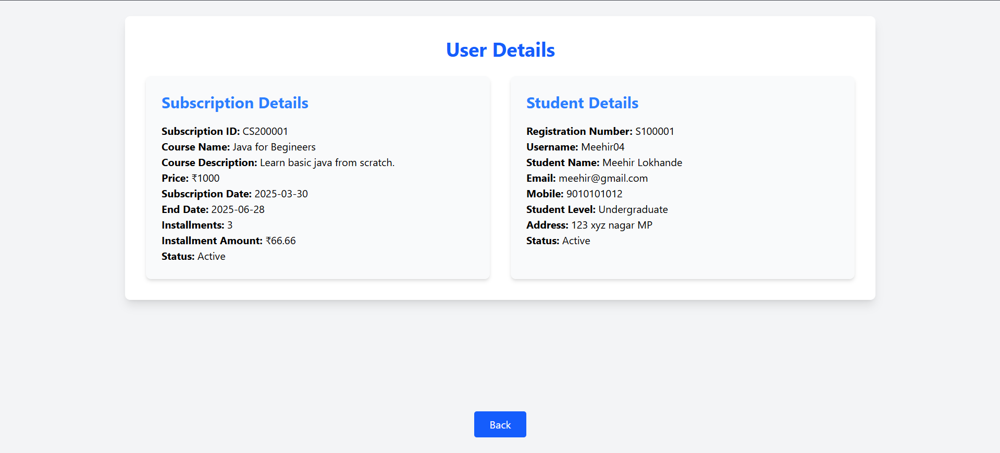 User Details
Subscription Details
Subscription ID: CS200001
Course Name: Java for Begineers
Course Description: Learn basic java from scratch.
Price: ₹1000
Subscription Date: 2025-03-30
End Date: 2025-06-28
Installments: 3
Installment Amount: ₹66.66
Status: Active
Student Details
Registration Number: S100001
Username: Meehir04
Student Name: Meehir Lokhande
Email: meehir@gmail.com
Mobile: 9010101012
Student Level: Undergraduate
Address: 123 xyz nagar MP
Status: Active
Back